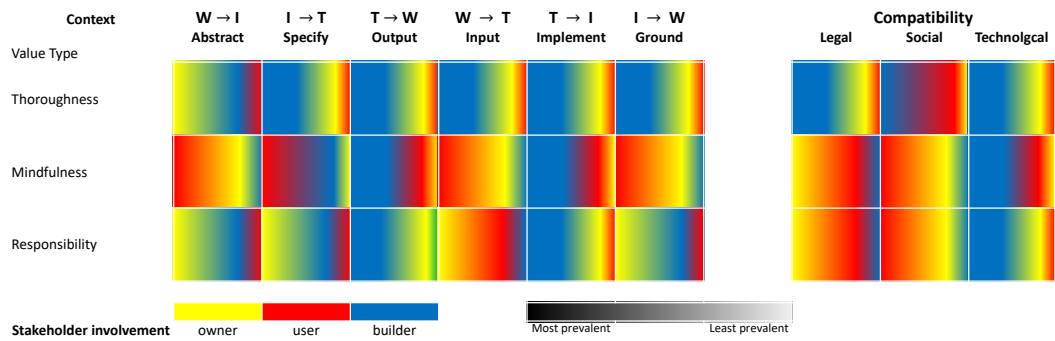 Context W → I I → T T → W W → T T → I I → W Compatibility
Abstract Specify Output Input Implement Ground Legal Social Technolgcal
Value Type
Thoroughness
Mindfulness
Responsibility
Stakeholder involvement owner user builder Most prevalent Least prevalent